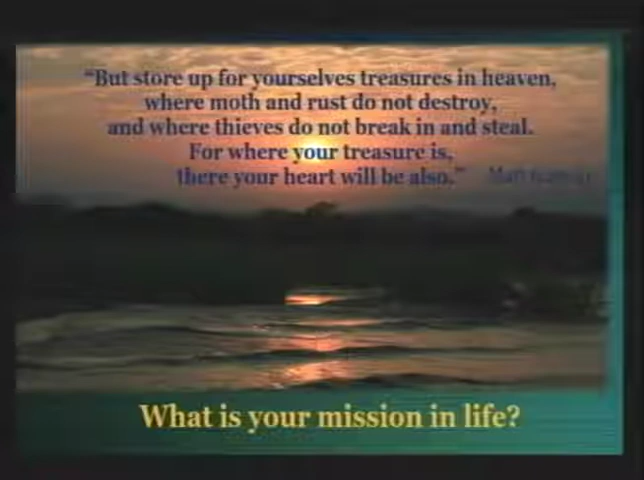 “But store up for yourselves treasures in heaven,
where moth and rust do not destroy,
and where thieves do not break in and steal.
For where your treasure is,
there your heart will be also.” Matt
What is your mission in life?